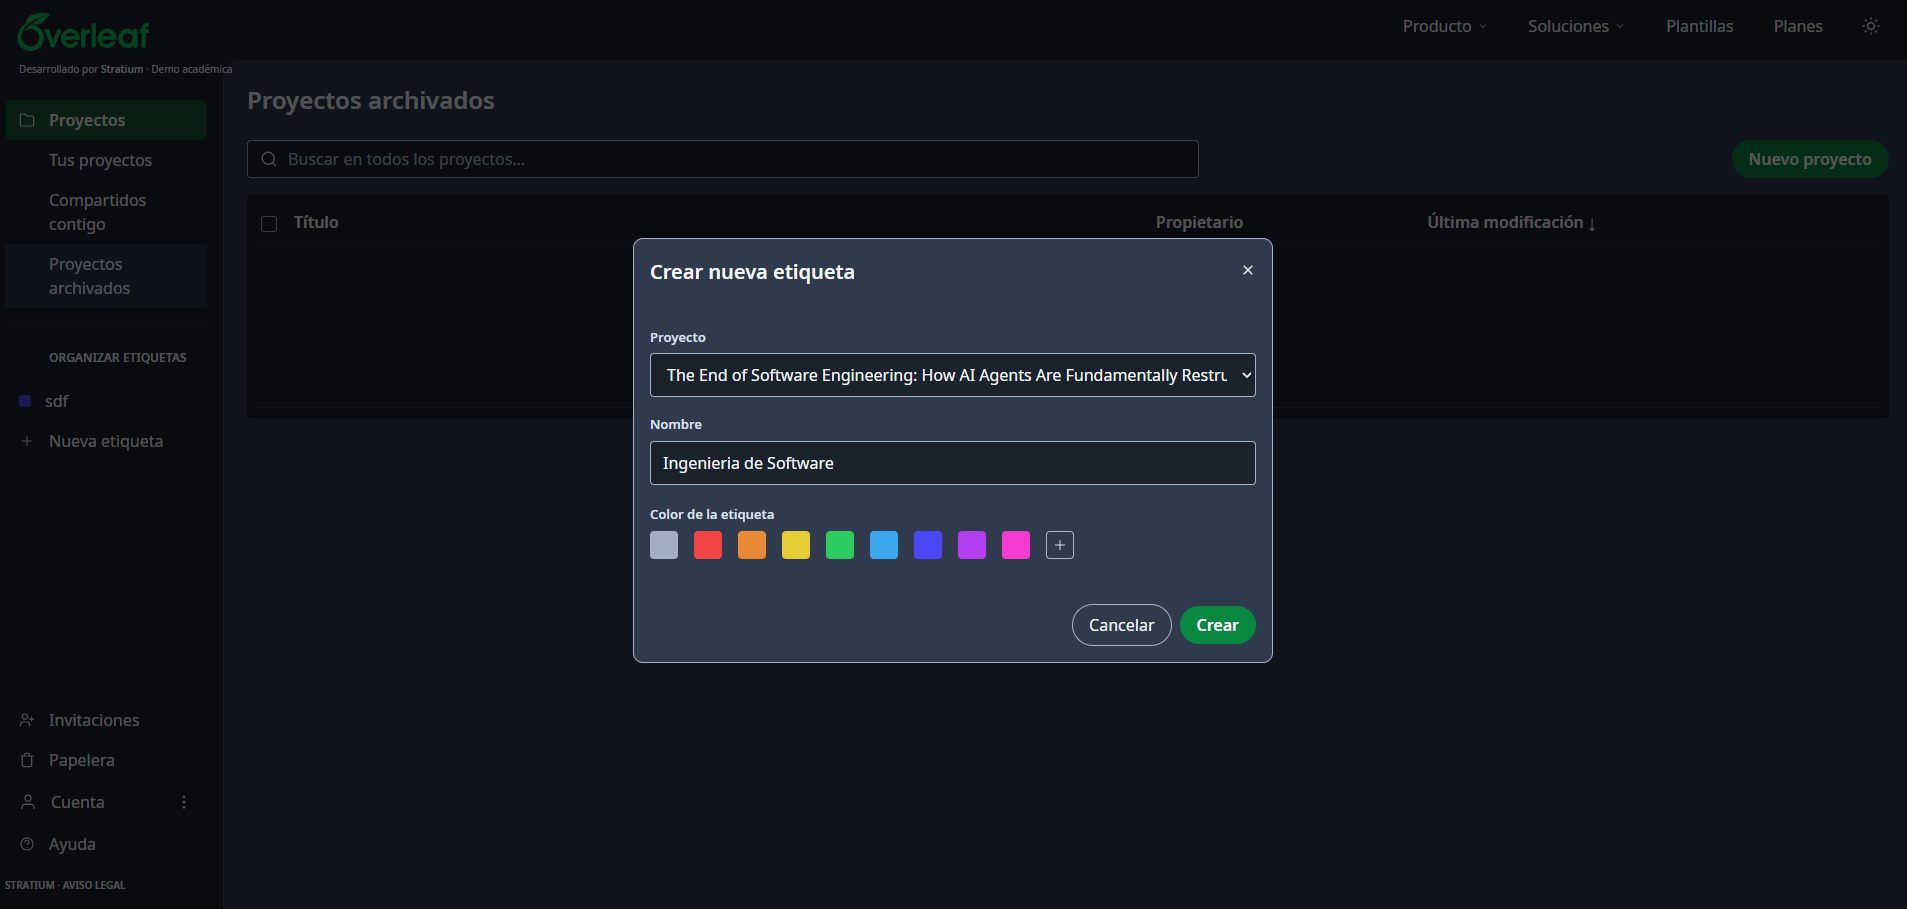 Overleaf
Producto
Soluciones
Plantillas
Planes
Desarrollado por Stratium · Demo académica
Proyectos
Tus proyectos
Compartidos
contigo
Proyectos
archivados
ORGANIZAR ETIQUETAS
sdf
Nueva etiqueta
Invitaciones
Papelera
Cuenta
Ayuda
STRATIUM · AVISO LEGAL
Proyectos archivados
Buscar en todos los proyectos...
Nuevo proyecto
Título
Propietario
Última modificación ↓
Crear nueva etiqueta
Proyecto
The End of Software Engineering: How AI Agents Are Fundamentally Restru
Nombre
Ingenieria de Software
Color de la etiqueta
Cancelar
Crear